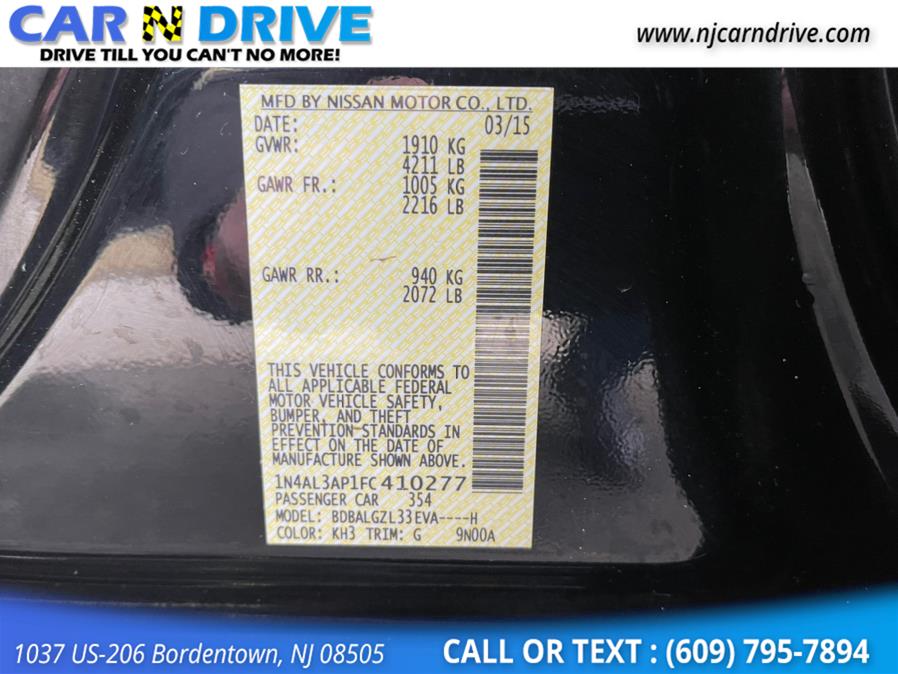 CAR N DRIVE
DRIVE TILL YOU CAN'T NO MORE!
www.njcarndrive.com
MFD BY NISSAN MOTOR CO., LTD.
DATE: 03/15
GVWR: 1910 KG
4211 LB
GAWR FR.: 1005 KG
2216 LB
GAWR RR.: 940 KG
2072 LB
THIS VEHICLE CONFORMS TO
ALL APPLICABLE FEDERAL
MOTOR VEHICLE SAFETY,
BUMPER, AND THEFT
PREVENTION-STANDARDS IN
EFFECT ON THE DATE OF
MANUFACTURE SHOWN ABOVE.
1N4AL3AP1FC410277
PASSENGER CAR 354
MODEL: BDBALGZL33EVA----H
COLOR: KH3 TRIM: G 9N00A
1037 US-206 Bordentown, NJ 08505
CALL OR TEXT : (609) 795-7894